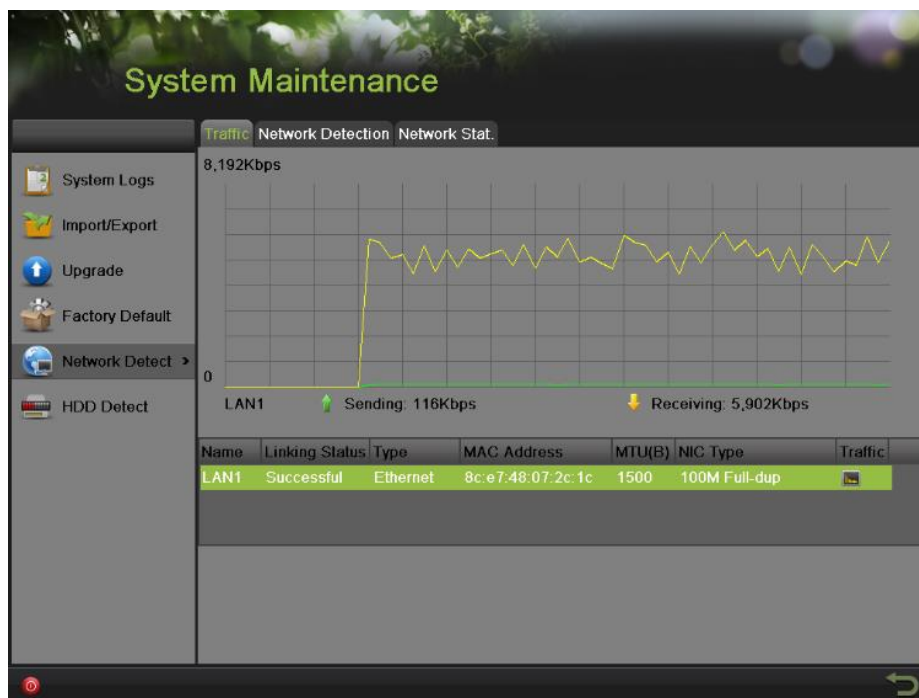 System Maintenance
Traffic Network Detection Network Stat.
8,192Kbps
System Logs
Import/Export
Upgrade
Factory Default
Network Detect >
HDD Detect
0
LAN1 Sending: 116Kbps Receiving: 5,902Kbps
Name Linking Status Type MAC Address MTU(B) NIC Type Traffic
LAN1 Successful Ethernet 8c:e7:48:07:2c:1c 1500 100M Full-dup